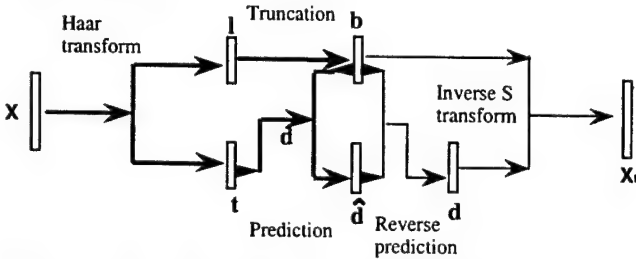 Haar
transform
Truncation
l
b
X
d
Inverse S
transform
t
d̂
d
X
Prediction
Reverse
prediction